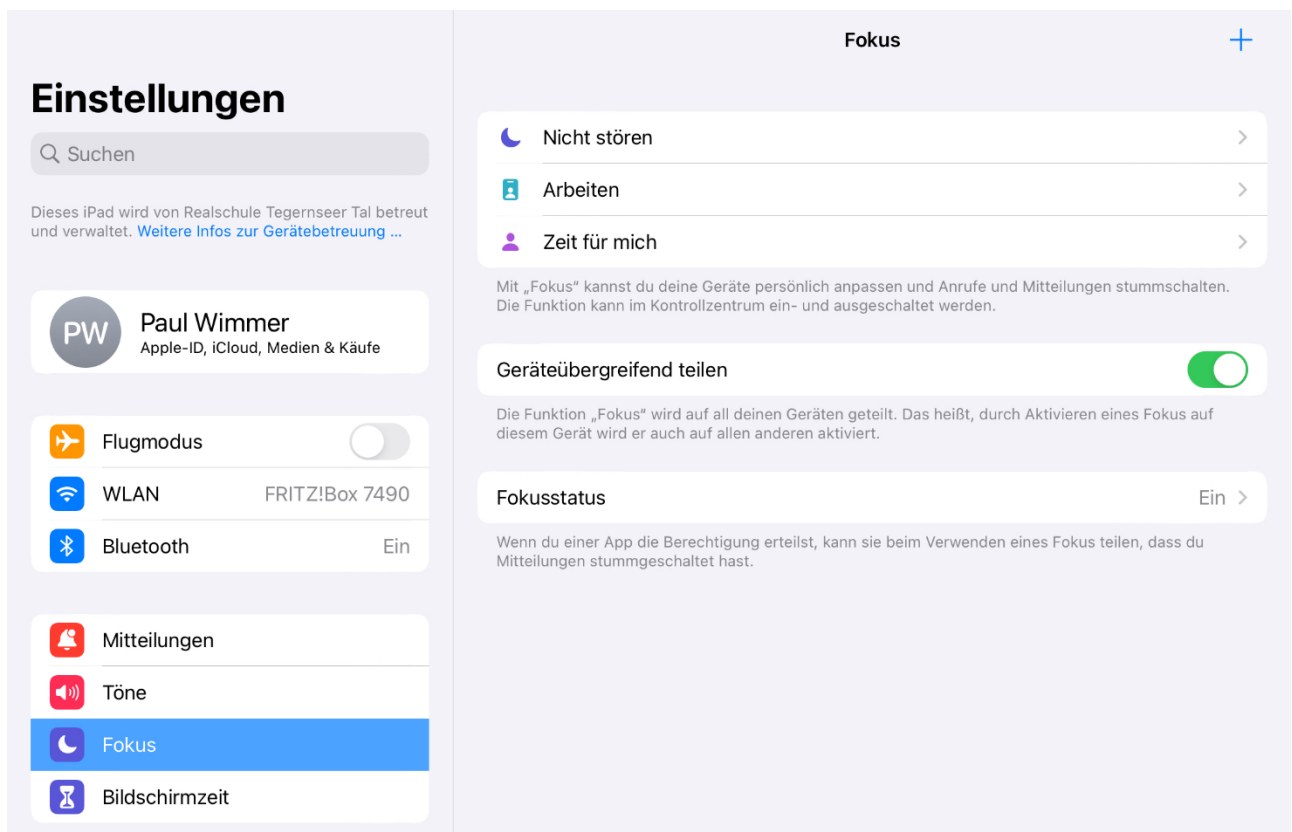 Einstellungen
Suchen
Dieses iPad wird von Realschule Tegernseer Tal betreut
und verwaltet. Weitere Infos zur Gerätebetreuung ...
PW
Paul Wimmer
Apple-ID, iCloud, Medien & Käufe
Flugmodus
WLAN FRITZ!Box 7490
Bluetooth Ein
Mitteilungen
Töne
Fokus
Bildschirmzeit
Fokus
Nicht stören
Arbeiten
Zeit für mich
Mit „Fokus“ kannst du deine Geräte persönlich anpassen und Anrufe und Mitteilungen stummschalten.
Die Funktion kann im Kontrollzentrum ein- und ausgeschaltet werden.
Geräteübergreifend teilen
Die Funktion „Fokus“ wird auf all deinen Geräten geteilt. Das heißt, durch Aktivieren eines Fokus auf
diesem Gerät wird er auch auf allen anderen aktiviert.
Fokusstatus Ein
Wenn du einer App die Berechtigung erteilst, kann sie beim Verwenden eines Fokus teilen, dass du
Mitteilungen stummgeschaltet hast.